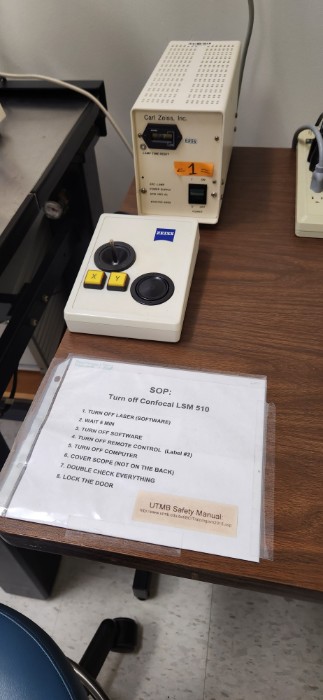 Carl Zeiss, Inc.
1
ZEISS
X Y
SOP:
Turn off Confocal LSM 510
1. TURN OFF LASER (SOFTWARE)
2. WAIT 5 MIN
3. TURN OFF SOFTWARE
4. TURN OFF REMOTE CONTROL (Label #2)
5. TURN OFF COMPUTER
6. COVER SCOPE (NOT ON THE BACK)
7. DOUBLE CHECK EVERYTHING
8. LOCK THE DOOR
UTMB Safety Manual